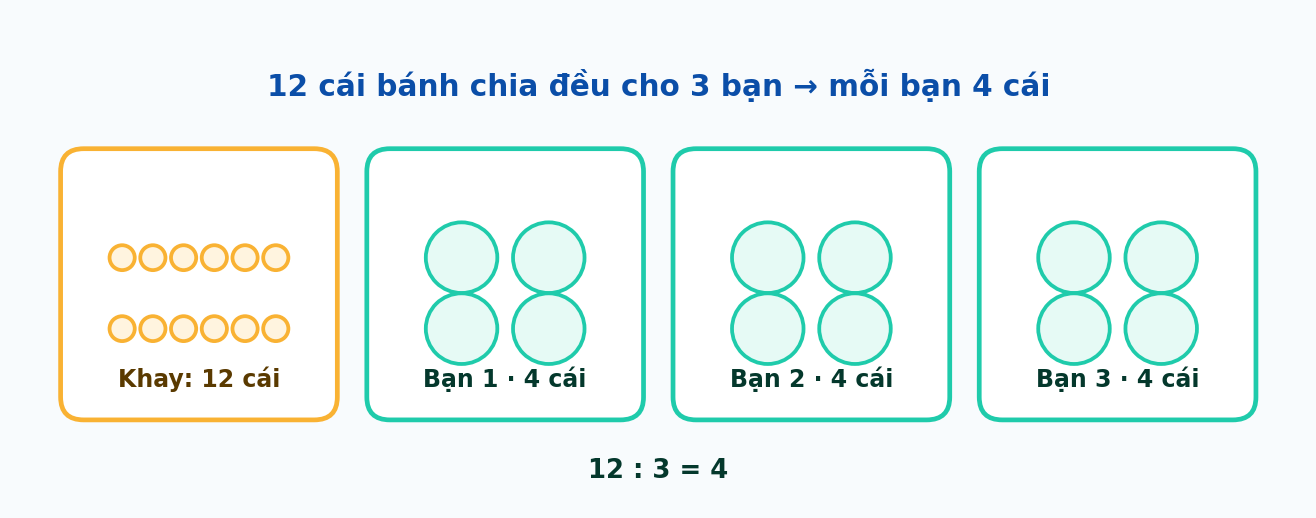 12 cái bánh chia đều cho 3 bạn → mỗi bạn 4 cái
Khay: 12 cái
Bạn 1 · 4 cái
Bạn 2 · 4 cái
Bạn 3 · 4 cái
12 : 3 = 4